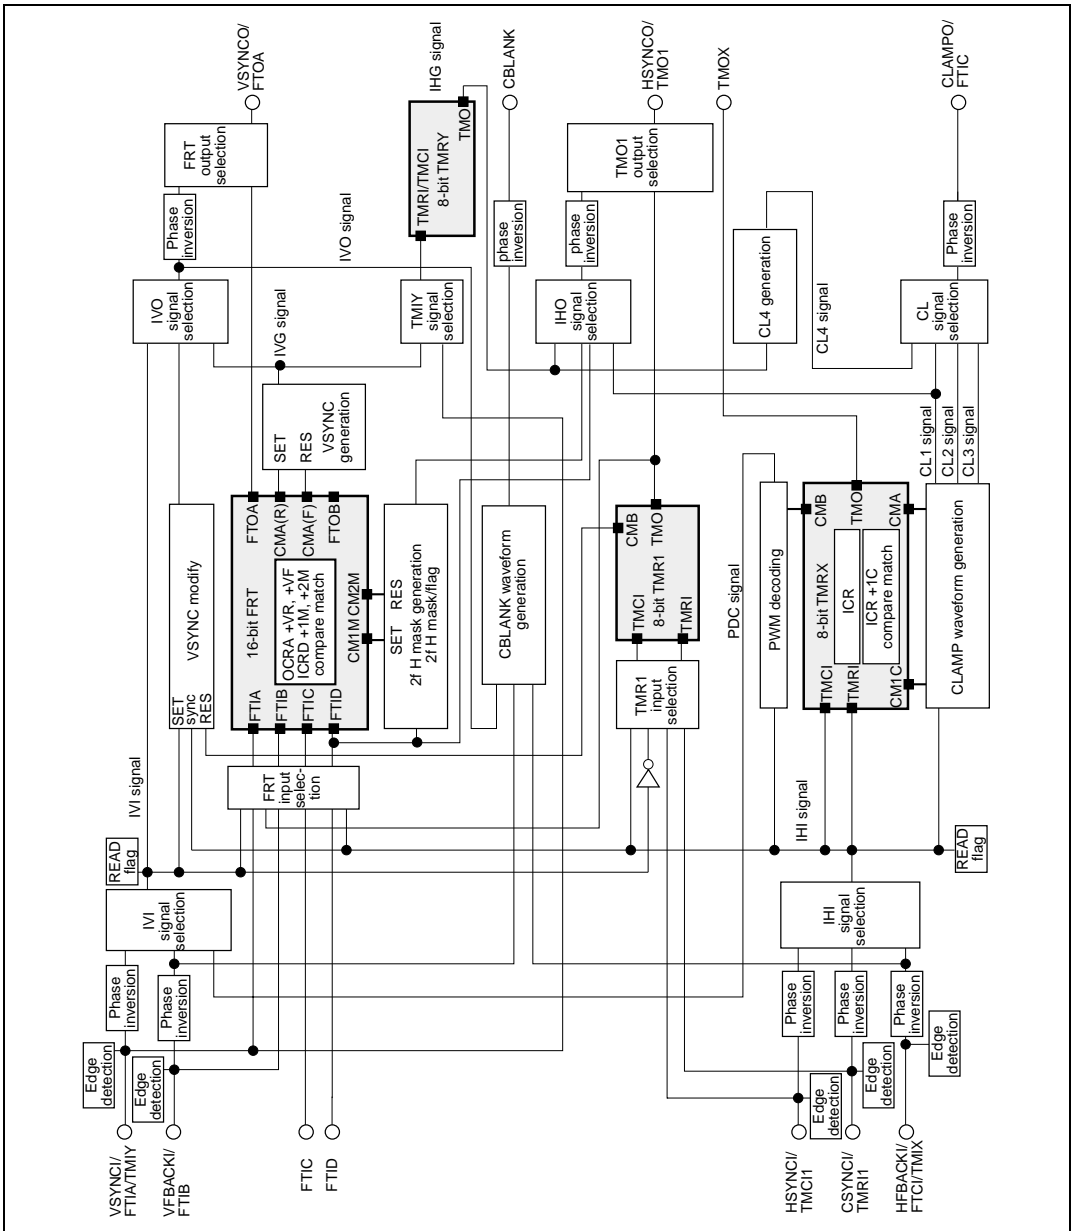 VSYNCI/
FTIA/TMIY
VFBACKI/
FTIB
FTIC
FTID
HSYNCI/
TMCI1
CSYNCI/
TMRI1
HFBACKI/
FTCI/TMIX
Edge
detection
Edge
detection
Edge
detection
Edge
detection
Edge
detection
Phase
inversion
Phase
inversion
Phase
inversion
Phase
inversion
Phase
inversion
IVI
signal
selection
IHI
signal
selection
READ
flag
READ
flag
IVI signal
IHI signal
FRT
input
selec-
tion
SET
sync
RES
VSYNC modify
FTIA
FTIB
FTIC
FTID
16-bit FRT
OCRA +VR, +VF
ICRD +1M, +2M
compare match
CM1M CM2M
FTOA
CMA(R)
CMA(F)
FTOB
SET
RES
2f H mask generation
2f H mask/flag
CBLANK waveform
generation
TMR1
input
selection
TMCI
TMRI
8-bit TMR1
CMB
TMO
PDC signal
PWM decoding
TMCI
TMRI
8-bit TMRX
ICR
ICR +1C
compare match
CM1C
CMB
TMO
CMA
CLAMP waveform generation
CL1 signal
CL2 signal
CL3 signal
SET
RES
VSYNC
generation
IVG signal
IVO
signal
selection
TMIY
signal
selection
IHO
signal
selection
CL4 generation
CL4 signal
CL
signal
selection
Phase
inversion
IVO signal
phase
inversion
phase
inversion
Phase
inversion
TMRI/TMCI
8-bit TMRY
TMO
FRT
output
selection
TMO1
output
selection
IHG signal
VSYNCO/
FTOA
CBLANK
HSYNCO/
TMO1
TMOX
CLAMPO/
FTIC